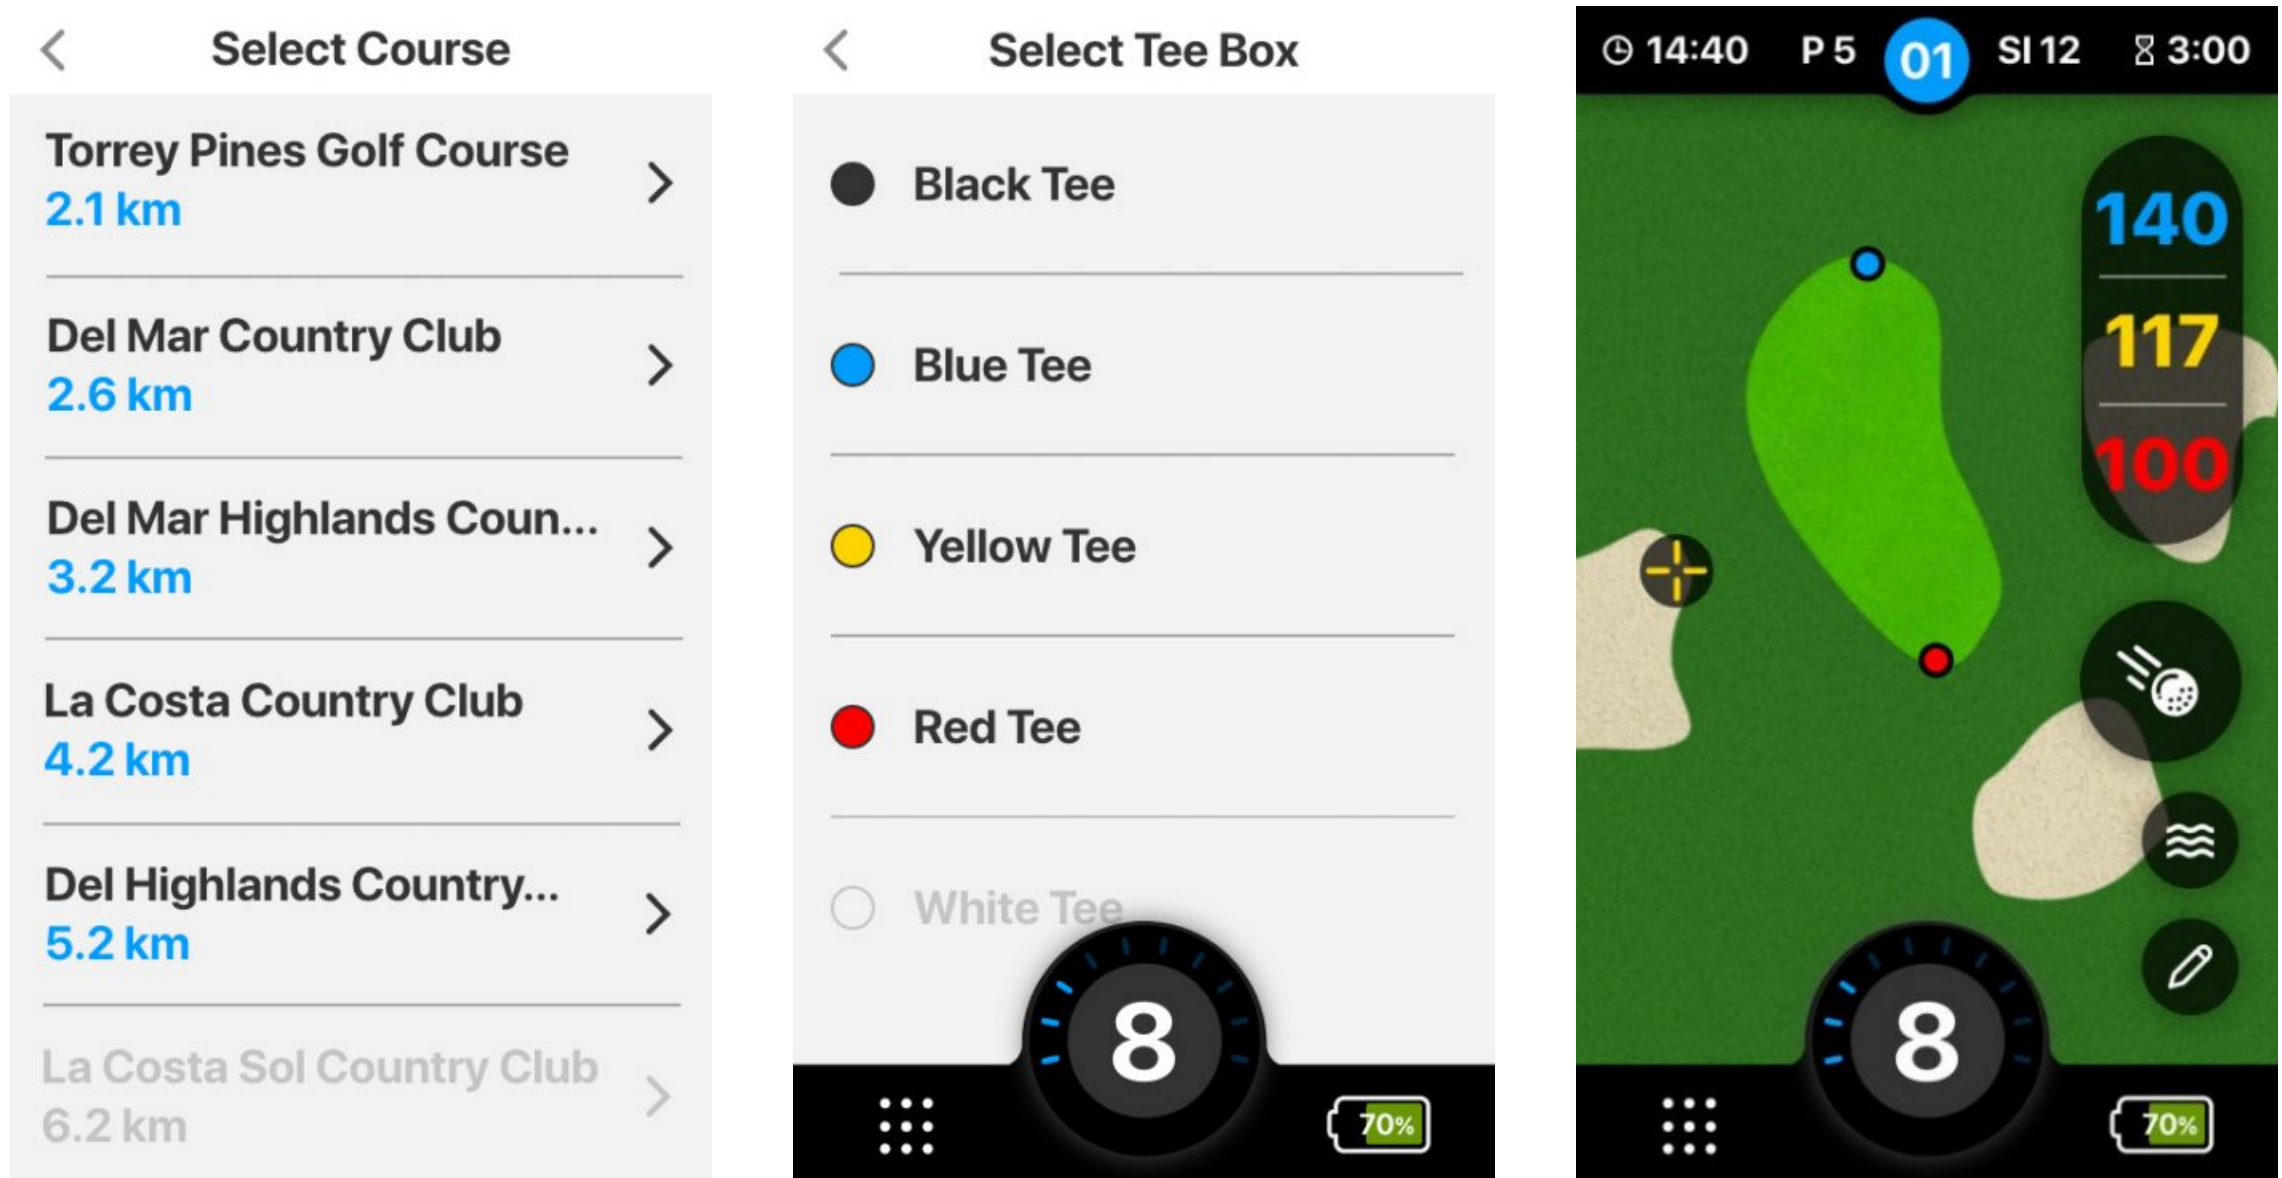 Select Course
Torrey Pines Golf Course
2.1 km
Del Mar Country Club
2.6 km
Del Mar Highlands Coun...
3.2 km
La Costa Country Club
4.2 km
Del Highlands Country...
5.2 km
La Costa Sol Country Club
6.2 km
Select Tee Box
Black Tee
Blue Tee
Yellow Tee
Red Tee
White Tee
8
70%
14:40 P 5 01 SI 12 3:00
140
117
100
8
70%